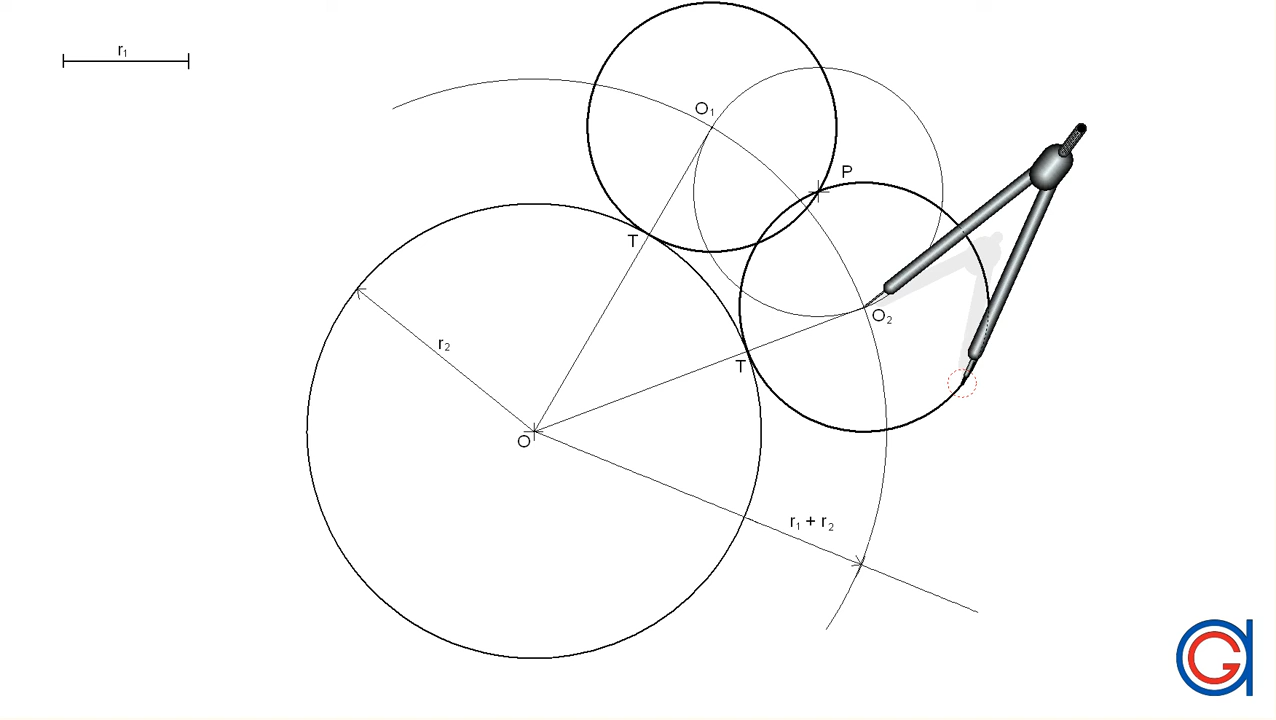 r₁
O₁
P
T
O₂
r₂
T
O
r₁ + r₂